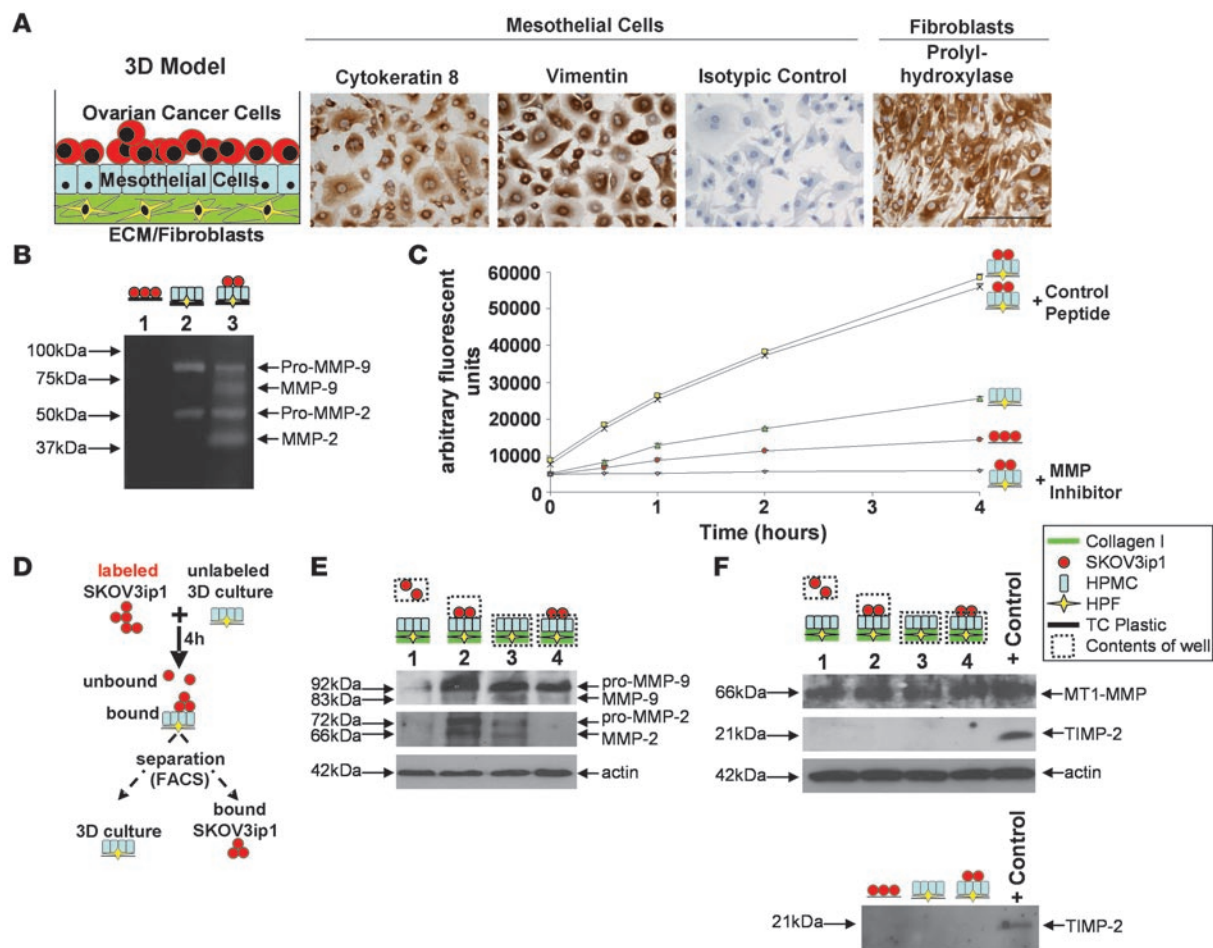 A
3D Model
Ovarian Cancer Cells
Mesothelial Cells
ECM/Fibroblasts
Mesothelial Cells
Fibroblasts
Cytokeratin 8
Vimentin
Isotypic Control
Prolyl-
hydroxylase
B
1 2 3
100kDa
75kDa
50kDa
37kDa
Pro-MMP-9
MMP-9
Pro-MMP-2
MMP-2
C
arbitrary fluorescent
units
60000
50000
40000
30000
20000
10000
0
0 1 2 3 4
Time (hours)
+ Control
Peptide
+ MMP
Inhibitor
D
labeled
SKOV3ip1
+
unlabeled
3D culture
4h
unbound
bound
separation
(FACS)
3D culture
bound
SKOV3ip1
E
1 2 3 4
92kDa
83kDa
72kDa
66kDa
42kDa
pro-MMP-9
MMP-9
pro-MMP-2
MMP-2
actin
F
1 2 3 4
+ Control
66kDa
21kDa
42kDa
MT1-MMP
TIMP-2
actin
Collagen I
SKOV3ip1
HPMC
HPF
TC Plastic
Contents of well
+ Control
21kDa
TIMP-2